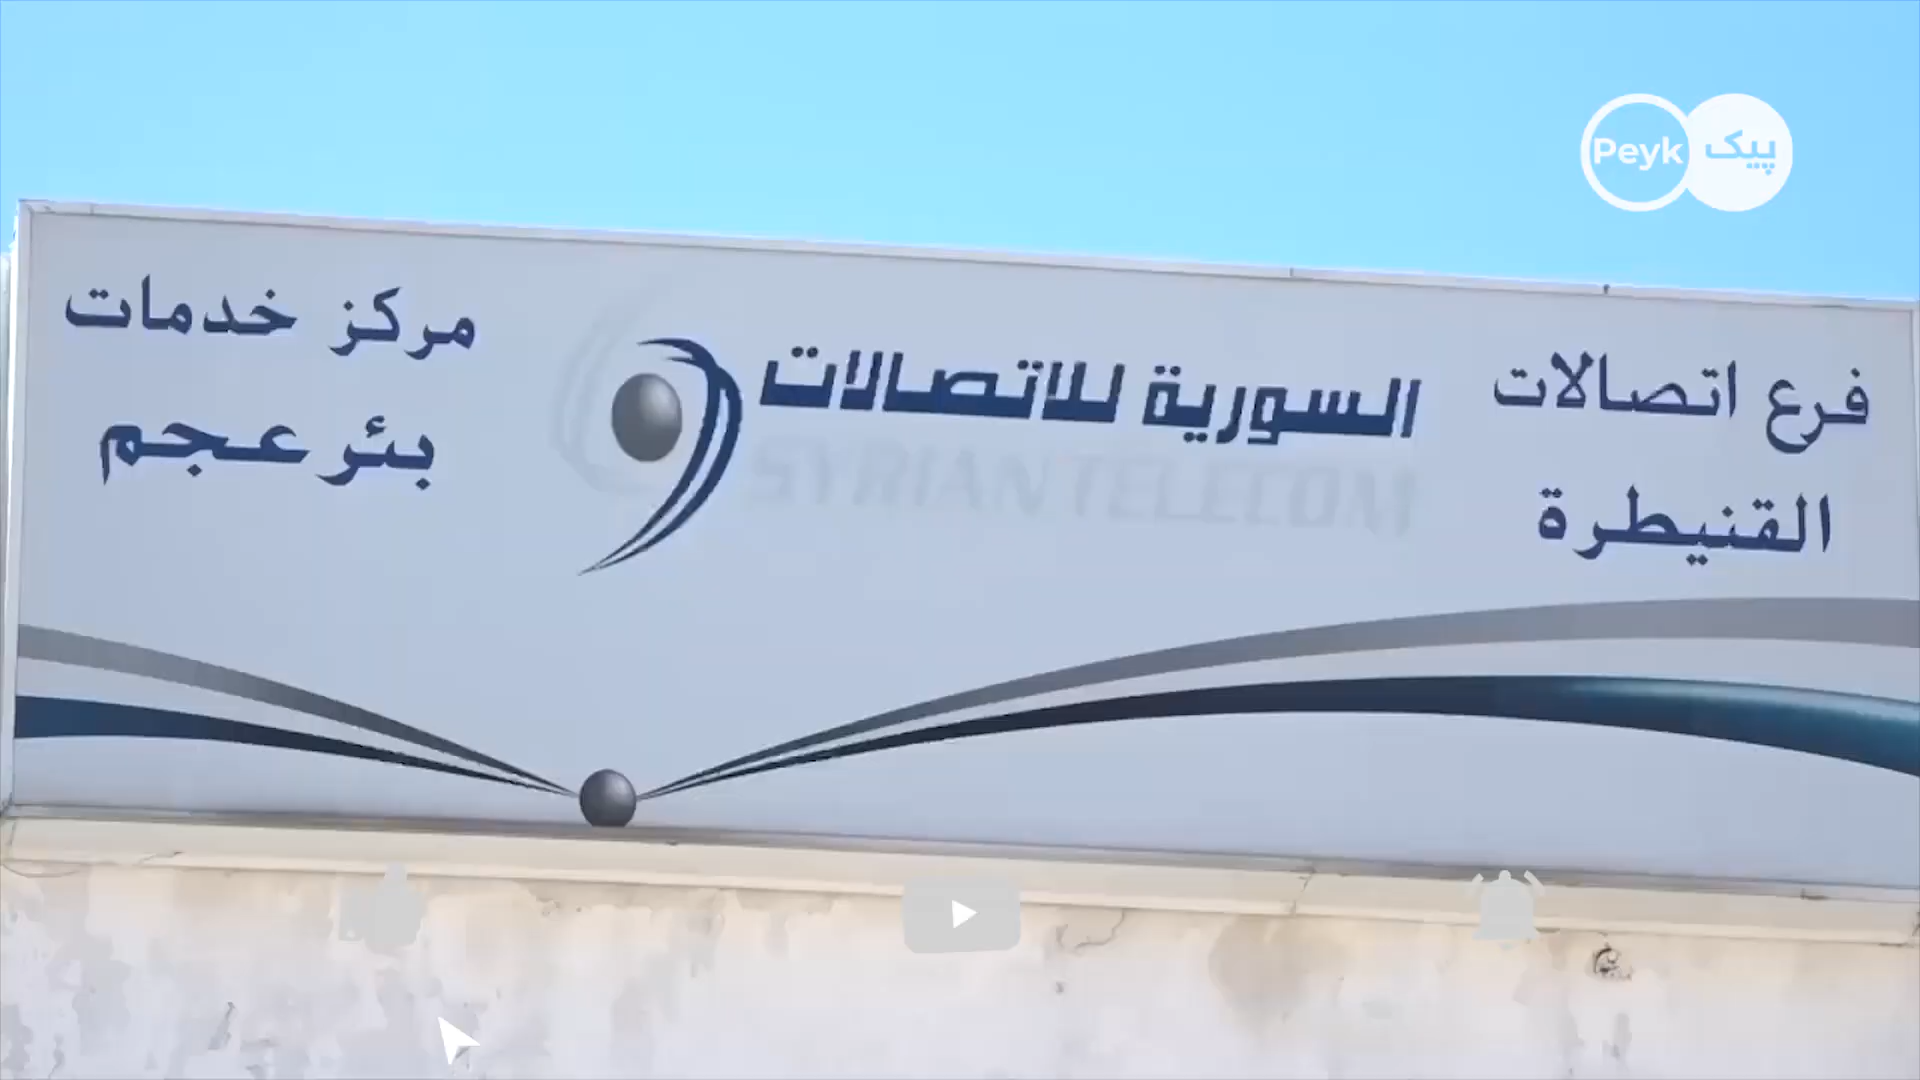 Peyk پیک
فرع اتصالات
القنيطرة
السورية للاتصالات
SYRIAN TELECOM
مركز خدمات
بئر عجم